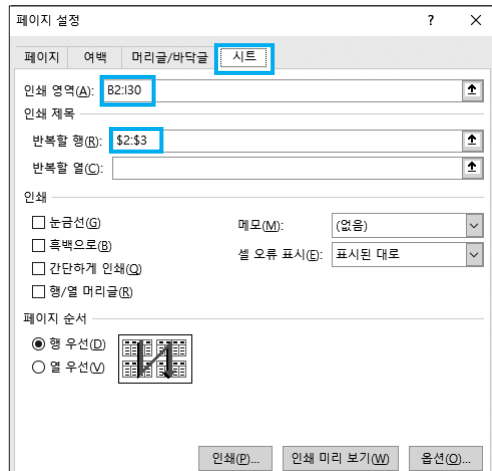 페이지 설정 ? ×
페이지 여백 머리글/바닥글 시트
인쇄 영역(A): B2:I30
인쇄 제목
반복할 행(R): $2:$3
반복할 열(C):
인쇄
눈금선(G) 메모(M): (없음)
흑백으로(B) 셀 오류 표시(E): 표시된 대로
간단하게 인쇄(Q)
행/열 머리글(R)
페이지 순서
행 우선(D)
열 우선(V)
인쇄(P)... 인쇄 미리 보기(W) 옵션(O)...